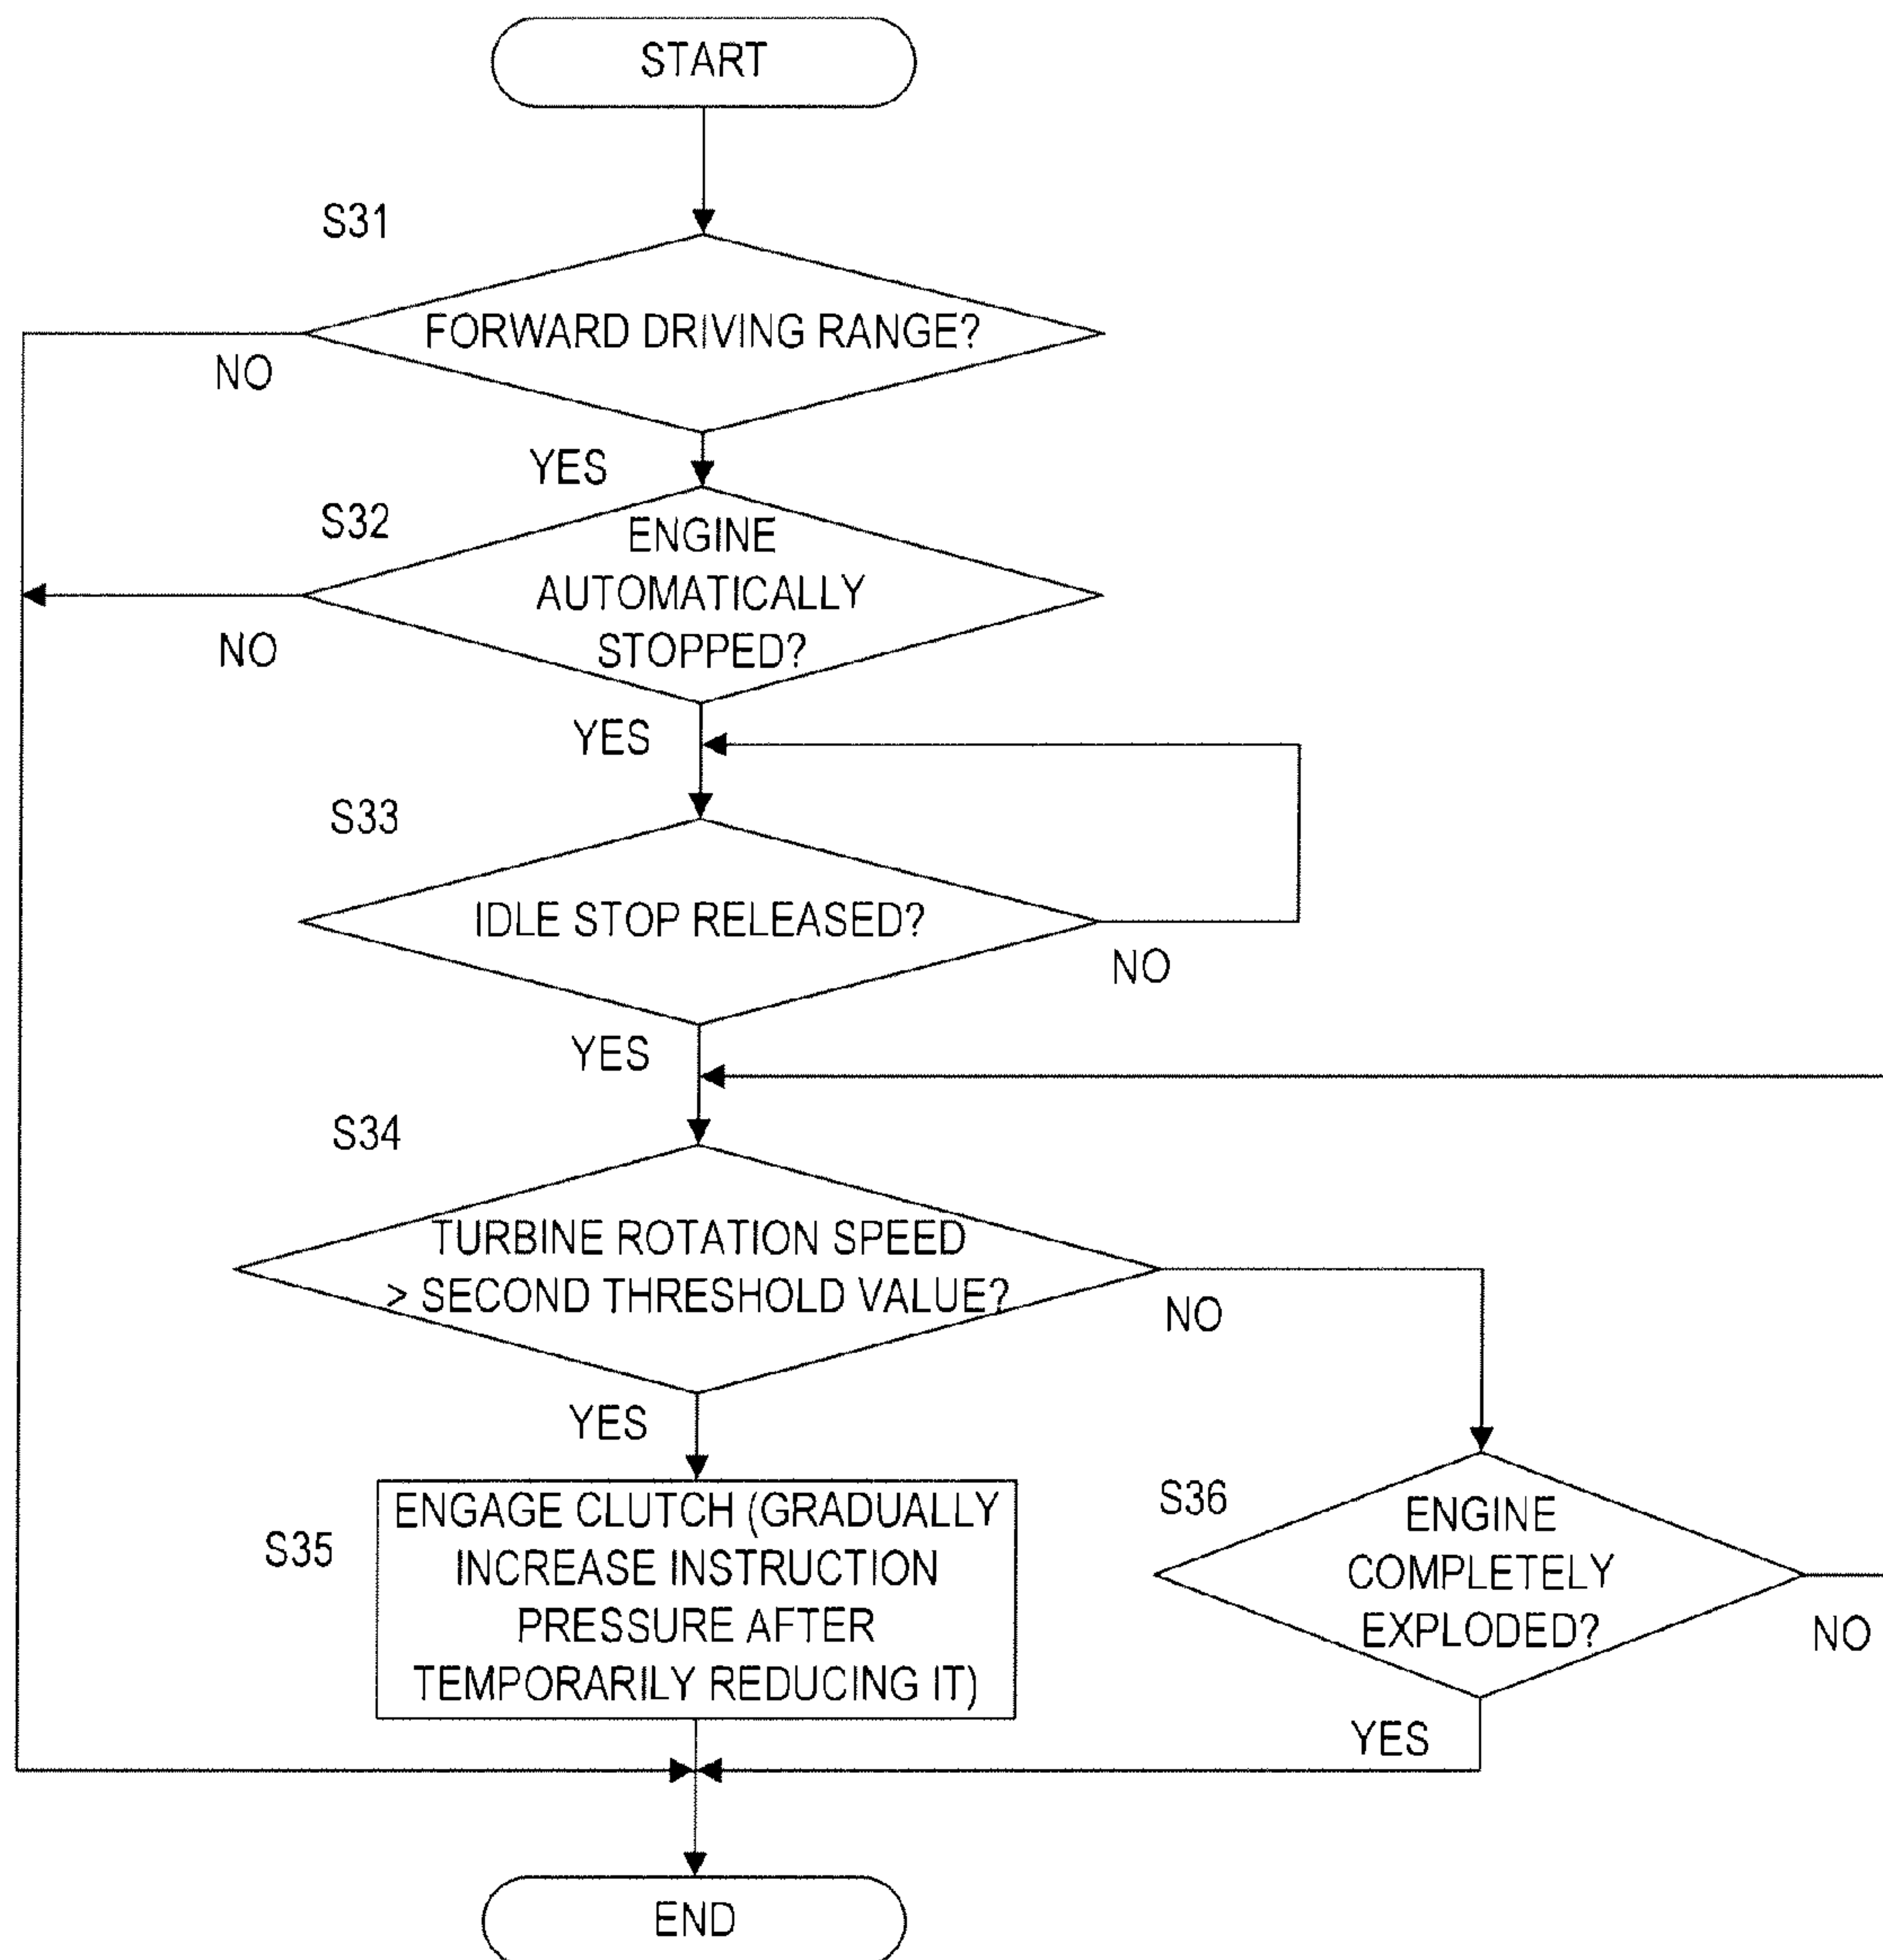 START
S31
FORWARD DRIVING RANGE?
NO
YES
S32
ENGINE
AUTOMATICALLY
STOPPED?
NO
YES
S33
IDLE STOP RELEASED?
NO
YES
S34
TURBINE ROTATION SPEED
> SECOND THRESHOLD VALUE?
NO
YES
S35
ENGAGE CLUTCH (GRADUALLY
INCREASE INSTRUCTION
PRESSURE AFTER
TEMPORARILY REDUCING IT)
S36
ENGINE
COMPLETELY
EXPLODED?
NO
YES
END